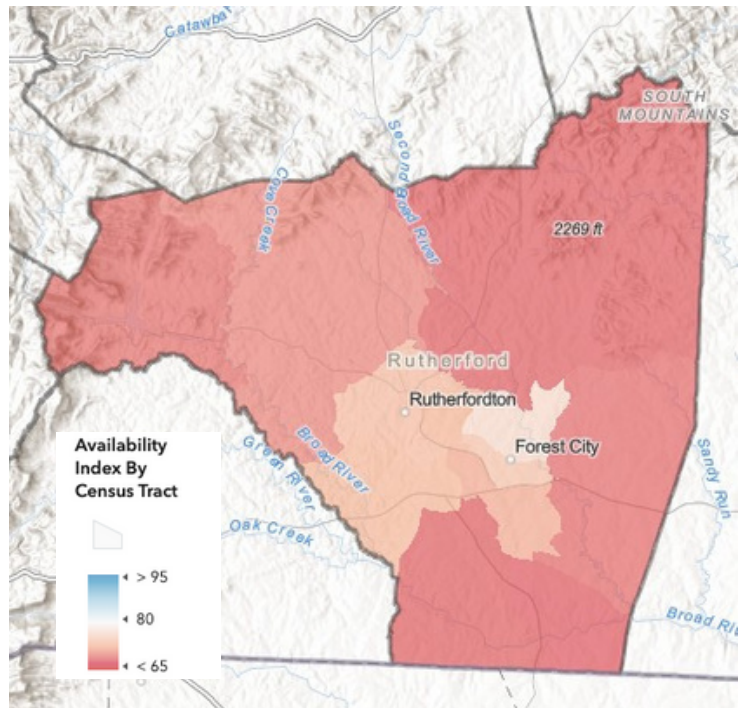 Catawba
SOUTH
MOUNTAINS
Second Broad River
Cove Creek
2269 ft
Rutherford
Rutherfordton
Forest City
Availability
Index By
Census Tract
Broad River
Green River
Sandy Run
Oak Creek
> 95
80
< 65
Broad Riv